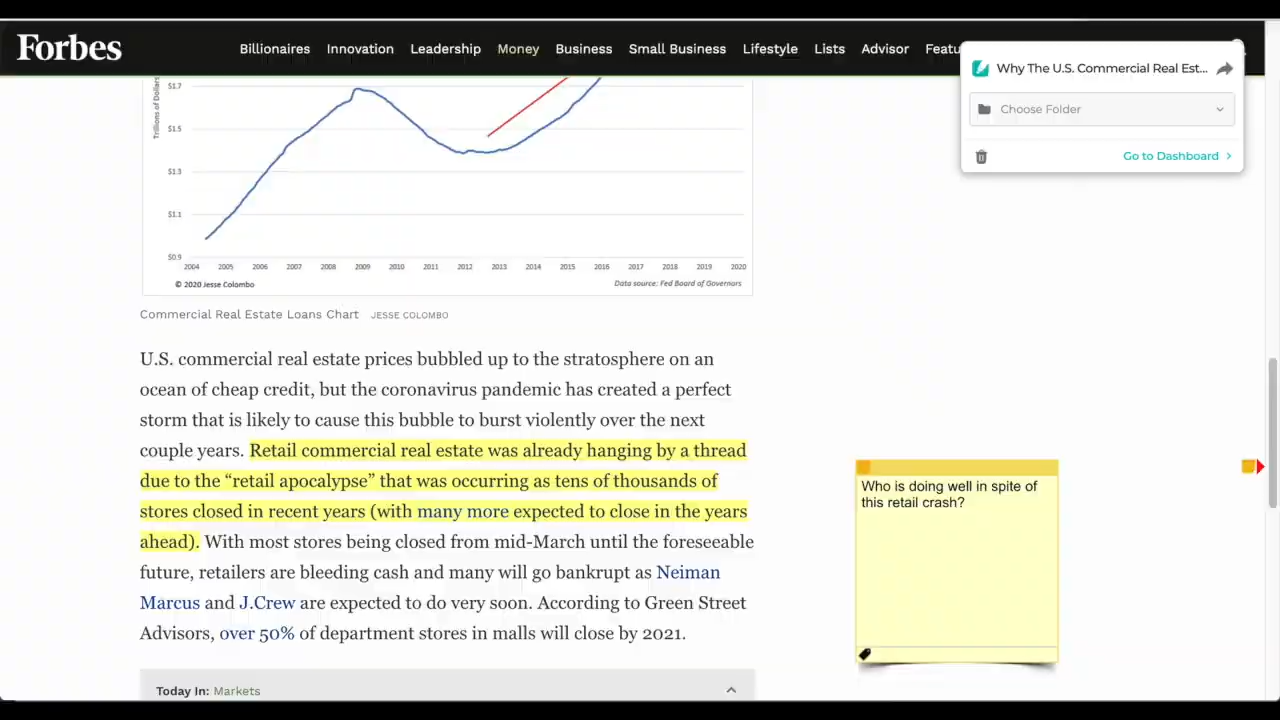 Forbes
Billionaires Innovation Leadership Money Business Small Business Lifestyle Lists Advisor Featu
Why The U.S. Commercial Real Est...
Choose Folder
Go to Dashboard
Trillions of Dollars
$1.7
$1.5
$1.3
$1.1
$0.9
2004 2005 2006 2007 2008 2009 2010 2011 2012 2013 2014 2015 2016 2017 2018 2019 2020
© 2020 Jesse Colombo
Data source: Fed Board of Governors
Commercial Real Estate Loans Chart JESSE COLOMBO
U.S. commercial real estate prices bubbled up to the stratosphere on an
ocean of cheap credit, but the coronavirus pandemic has created a perfect
storm that is likely to cause this bubble to burst violently over the next
couple years. Retail commercial real estate was already hanging by a thread
due to the “retail apocalypse” that was occurring as tens of thousands of
stores closed in recent years (with many more expected to close in the years
ahead). With most stores being closed from mid-March until the foreseeable
future, retailers are bleeding cash and many will go bankrupt as Neiman
Marcus and J.Crew are expected to do very soon. According to Green Street
Advisors, over 50% of department stores in malls will close by 2021.
Who is doing well in spite of
this retail crash?
Today In: Markets